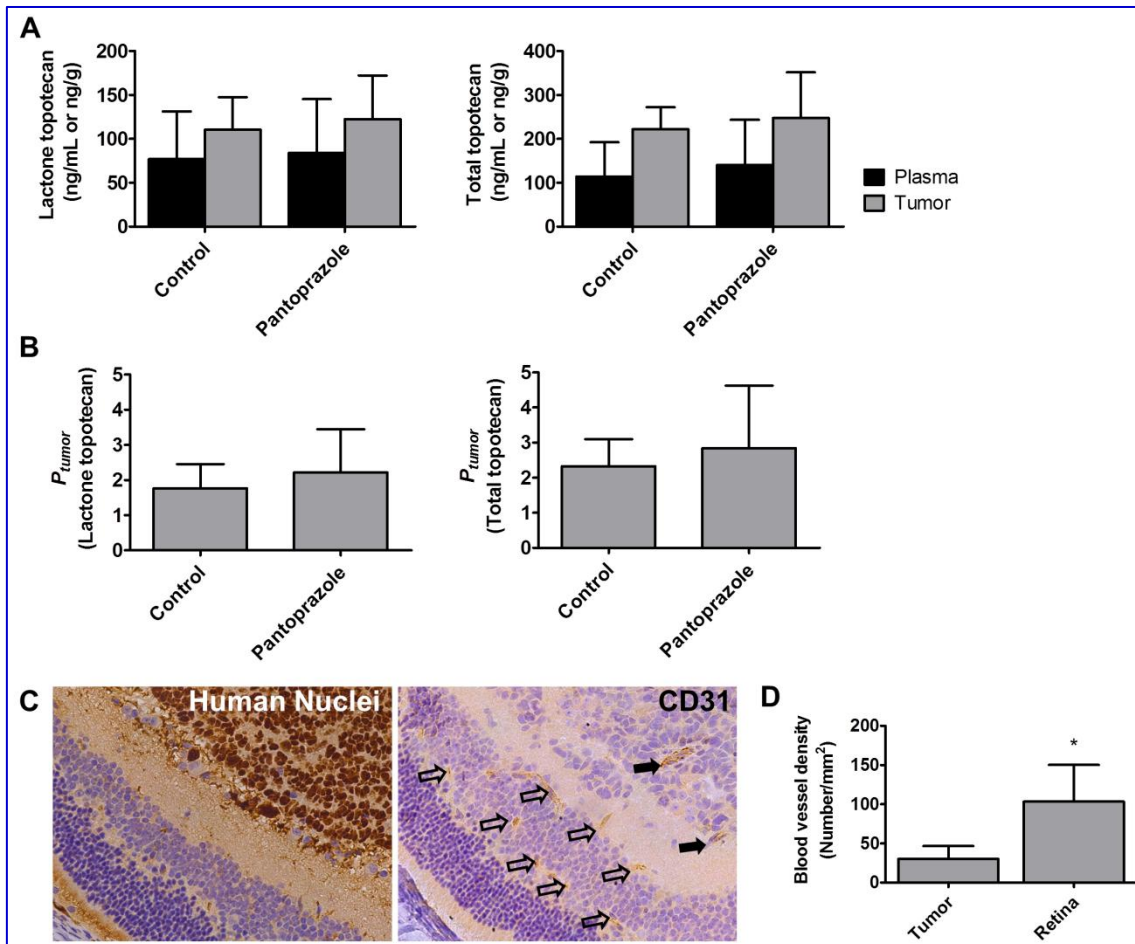 A
Lactone topotecan
(ng/mL or ng/g)
200
150
100
50
0
Control
Pantoprazole
Total topotecan
(ng/mL or ng/g)
400
300
200
100
0
Control
Pantoprazole
Plasma
Tumor
B
P tumor
(Lactone topotecan)
5
4
3
2
1
0
Control
Pantoprazole
P tumor
(Total topotecan)
5
4
3
2
1
0
Control
Pantoprazole
C
Human Nuclei
CD31
D
Blood vessel density
(Number/mm²)
200
150
100
50
0
*
Tumor
Retina